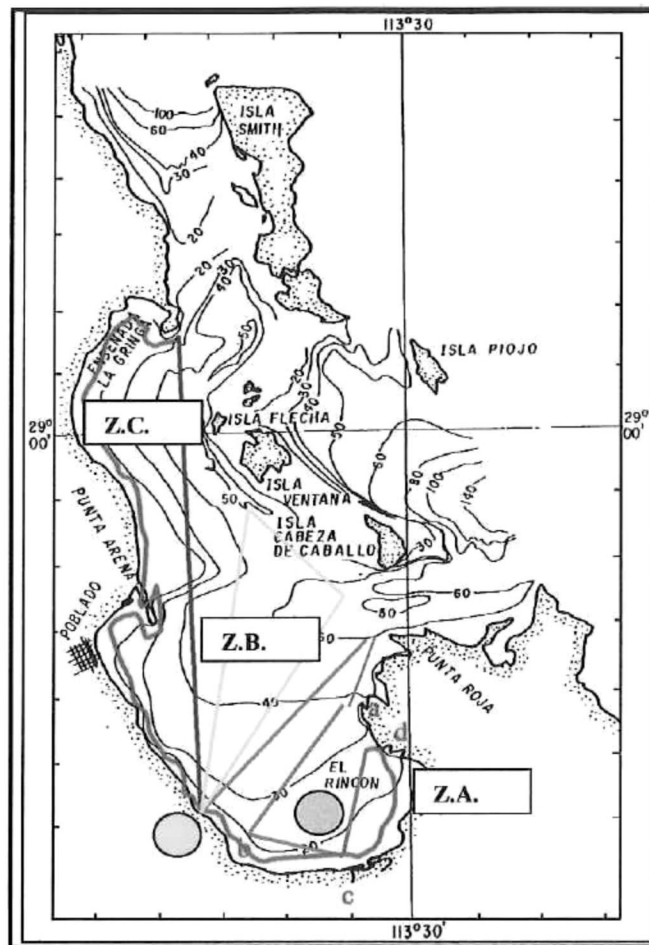 113°30
100
60
ISLA
SMITH
40
30
20
20
30
40
50
ISLA PIOJO
20
30
40
ENSENADA
LA GRINGA
50
Z.C.
ISLA FLECHA
29°
00'
29°
00'
60
80
100
140
ISLA
VENTANA
50
ISLA
CABEZA
DE CABALLO
30
PUNTA ARENA
60
50
POBLADO
Z.B.
PUNTA ROJA
40
a
d
30
EL
RINCON
Z.A.
20
b
c
113°30'